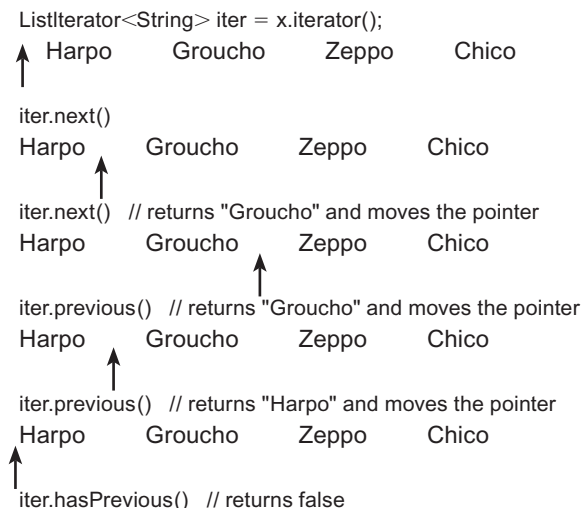 ListIterator<String> iter = x.iterator();
Harpo Groucho Zeppo Chico
iter.next()
Harpo Groucho Zeppo Chico
iter.next() // returns "Groucho" and moves the pointer
Harpo Groucho Zeppo Chico
iter.previous() // returns "Groucho" and moves the pointer
Harpo Groucho Zeppo Chico
iter.previous() // returns "Harpo" and moves the pointer
Harpo Groucho Zeppo Chico
iter.hasPrevious() // returns false